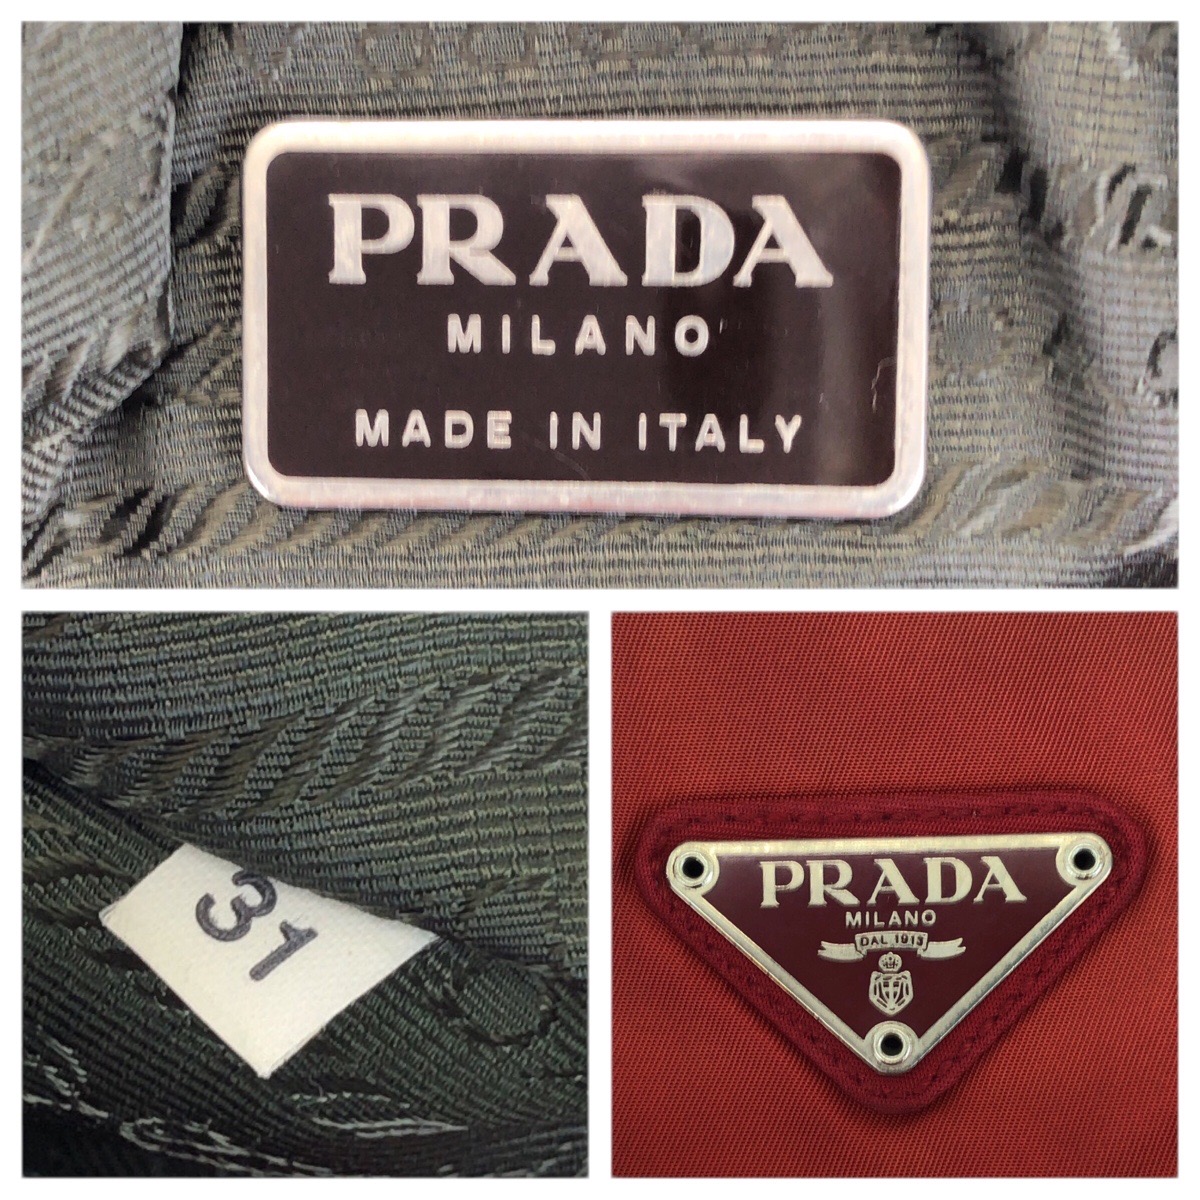 PRADA
MILANO
MADE IN ITALY
31
PRADA
MILANO
DAL 1913